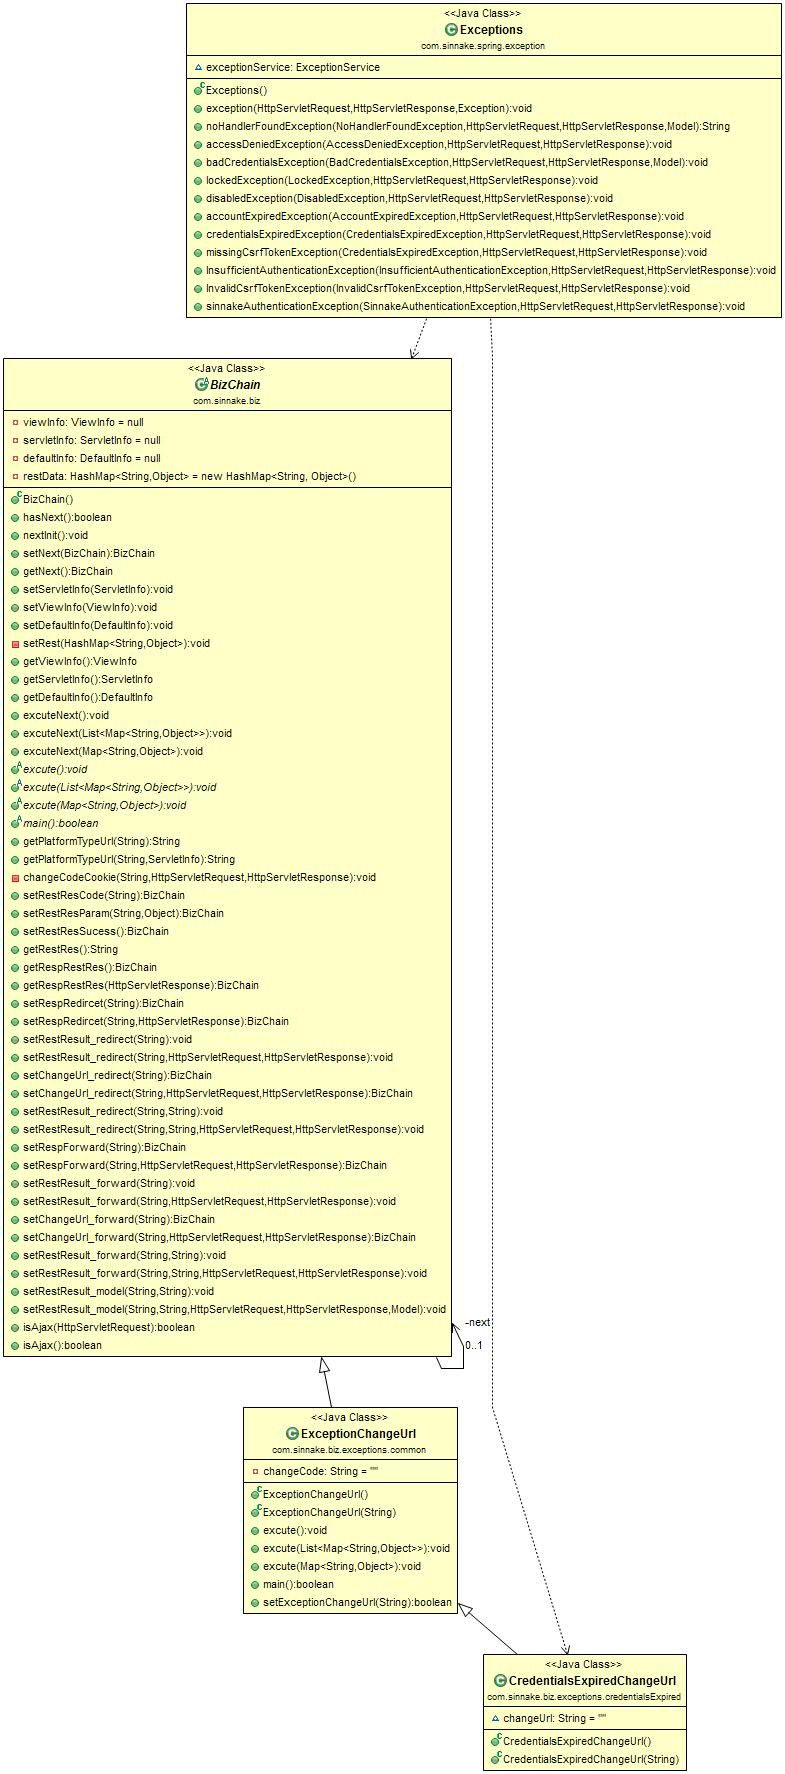 <<Java Class>>
Exceptions
com.sinnake.spring.exception
exceptionService: ExceptionService
Exceptions()
exception(HttpServletRequest,HttpServletResponse,Exception):void
noHandlerFoundException(NoHandlerFoundException,HttpServletRequest,HttpServletResponse,Model):String
accessDeniedException(AccessDeniedException,HttpServletRequest,HttpServletResponse):void
badCredentialsException(BadCredentialsException,HttpServletRequest,HttpServletResponse,Model):void
lockedException(LockedException,HttpServletRequest,HttpServletResponse):void
disabledException(DisabledException,HttpServletRequest,HttpServletResponse):void
accountExpiredException(AccountExpiredException,HttpServletRequest,HttpServletResponse):void
credentialsExpiredException(CredentialsExpiredException,HttpServletRequest,HttpServletResponse):void
missingCsrfTokenException(CredentialsExpiredException,HttpServletRequest,HttpServletResponse):void
InsufficientAuthenticationException(InsufficientAuthenticationException,HttpServletRequest,HttpServletResponse):void
InvalidCsrfTokenException(InvalidCsrfTokenException,HttpServletRequest,HttpServletResponse):void
sinnakeAuthenticationException(SinnakeAuthenticationException,HttpServletRequest,HttpServletResponse):void
<<Java Class>>
BizChain
com.sinnake.biz
viewInfo: ViewInfo = null
servletInfo: ServletInfo = null
defaultInfo: DefaultInfo = null
restData: HashMap<String,Object> = new HashMap<String, Object>()
BizChain()
hasNext():boolean
nextInit():void
setNext(BizChain):BizChain
getNext():BizChain
setServletInfo(ServletInfo):void
setViewInfo(ViewInfo):void
setDefaultInfo(DefaultInfo):void
setRest(HashMap<String,Object>):void
getViewInfo():ViewInfo
getServletInfo():ServletInfo
getDefaultInfo():DefaultInfo
excuteNext():void
excuteNext(List<Map<String,Object>>):void
excuteNext(Map<String,Object>):void
excute():void
excute(List<Map<String,Object>>):void
excute(Map<String,Object>):void
main():boolean
getPlatformTypeUrl(String):String
getPlatformTypeUrl(String,ServletInfo):String
changeCodeCookie(String,HttpServletRequest,HttpServletResponse):void
setRestResCode(String):BizChain
setRestResParam(String,Object):BizChain
setRestResSucess():BizChain
getRestRes():String
getRespRestRes():BizChain
getRespRestRes(HttpServletResponse):BizChain
setRespRedircet(String):BizChain
setRespRedircet(String,HttpServletResponse):BizChain
setRestResult_redirect(String):void
setRestResult_redirect(String,HttpServletRequest,HttpServletResponse):void
setChangeUrl_redirect(String):BizChain
setChangeUrl_redirect(String,HttpServletRequest,HttpServletResponse):BizChain
setRestResult_redirect(String,String):void
setRestResult_redirect(String,String,HttpServletRequest,HttpServletResponse):void
setRespForward(String):BizChain
setRespForward(String,HttpServletRequest,HttpServletResponse):BizChain
setRestResult_forward(String):void
setRestResult_forward(String,HttpServletRequest,HttpServletResponse):void
setChangeUrl_forward(String):BizChain
setChangeUrl_forward(String,HttpServletRequest,HttpServletResponse):BizChain
setRestResult_forward(String,String):void
setRestResult_forward(String,String,HttpServletRequest,HttpServletResponse):void
setRestResult_model(String,String):void
setRestResult_model(String,String,HttpServletRequest,HttpServletResponse,Model):void
isAjax(HttpServletRequest):boolean
isAjax():boolean
-next
0..1
<<Java Class>>
ExceptionChangeUrl
com.sinnake.biz.exceptions.common
changeCode: String = ""
ExceptionChangeUrl()
ExceptionChangeUrl(String)
excute():void
excute(List<Map<String,Object>>):void
excute(Map<String,Object>):void
main():boolean
setExceptionChangeUrl(String):boolean
<<Java Class>>
CredentialsExpiredChangeUrl
com.sinnake.biz.exceptions.credentialsExpired
changeUrl: String = ""
CredentialsExpiredChangeUrl()
CredentialsExpiredChangeUrl(String)